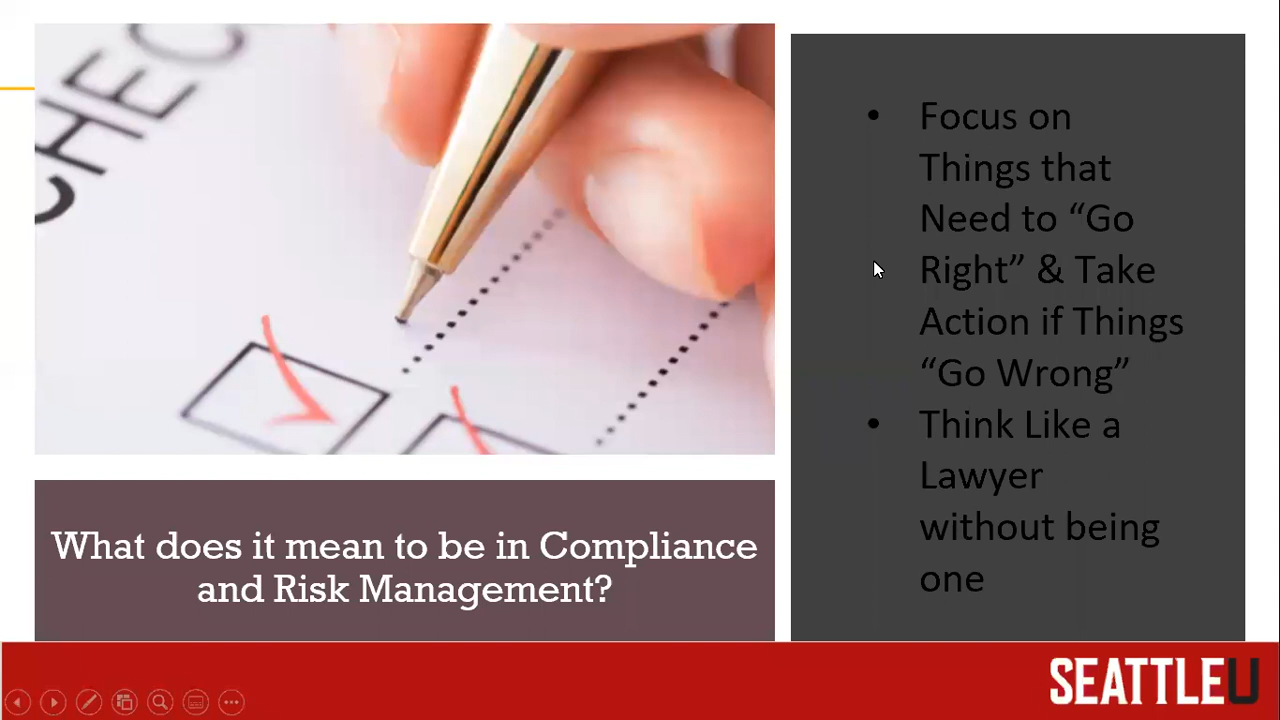 CHEC
What does it mean to be in Compliance
and Risk Management?
• Focus on
Things that
Need to “Go
Right” & Take
Action if Things
“Go Wrong”
• Think Like a
Lawyer
without being
one
SEATTLEU